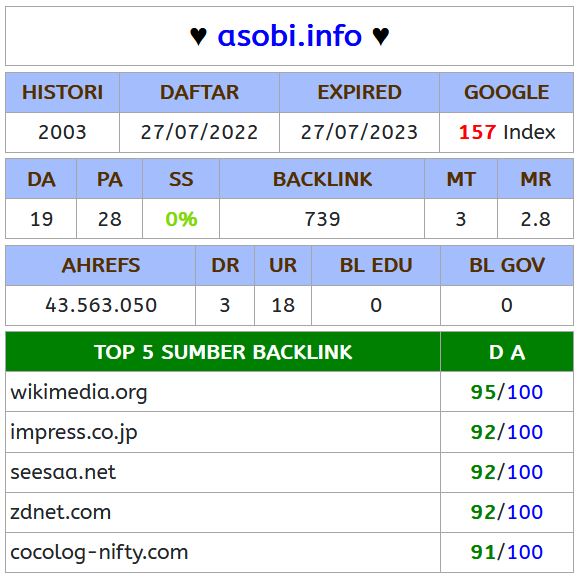 ♥ asobi.info ♥
HISTORI DAFTAR EXPIRED GOOGLE
2003 27/07/2022 27/07/2023 157 Index
DA PA SS BACKLINK MT MR
19 28 0% 739 3 2.8
AHREFS DR UR BL EDU BL GOV
43.563.050 3 18 0 0
TOP 5 SUMBER BACKLINK D A
wikimedia.org 95/100
impress.co.jp 92/100
seesaa.net 92/100
zdnet.com 92/100
cocolog-nifty.com 91/100